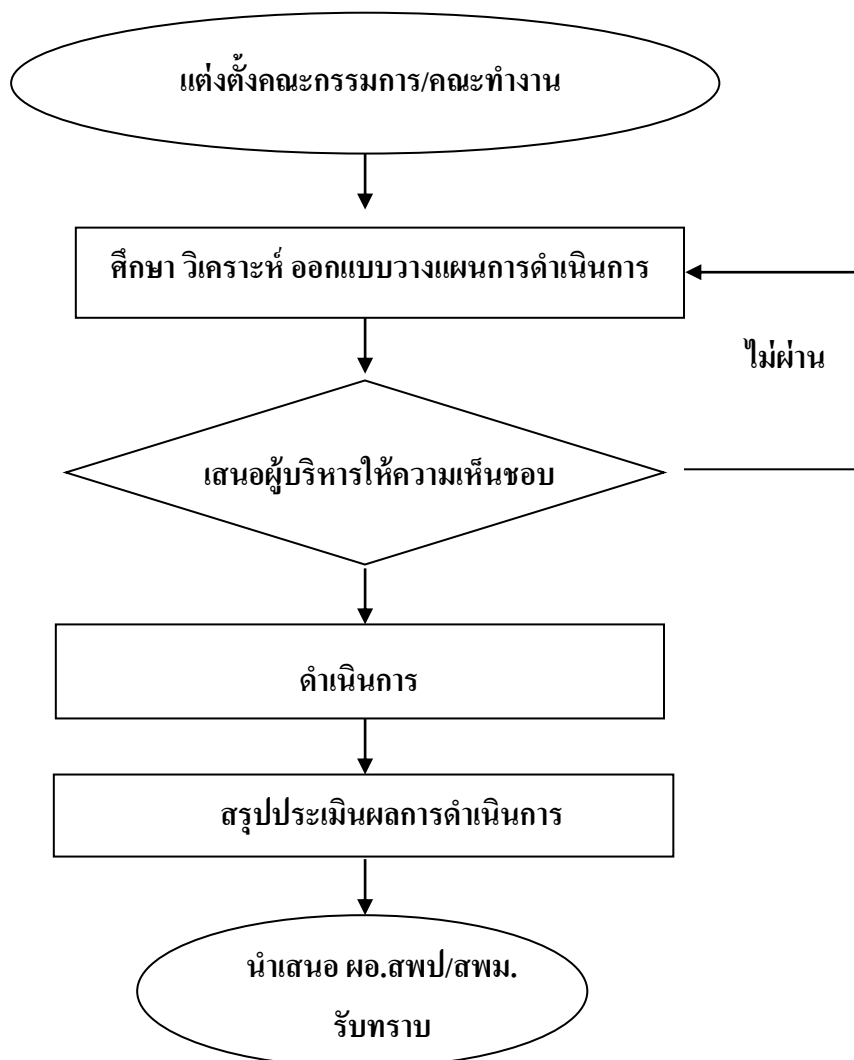 แต่งตั้งคณะกรรมการ/คณะทำงาน
ศึกษา วิเคราะห์ ออกแบบวางแผนการดำเนินการ
ไม่ผ่าน
เสนอผู้บริหารให้ความเห็นชอบ
ดำเนินการ
สรุปประเมินผลการดำเนินการ
นำเสนอ ผอ.สพป/สพม.
รับทราบ